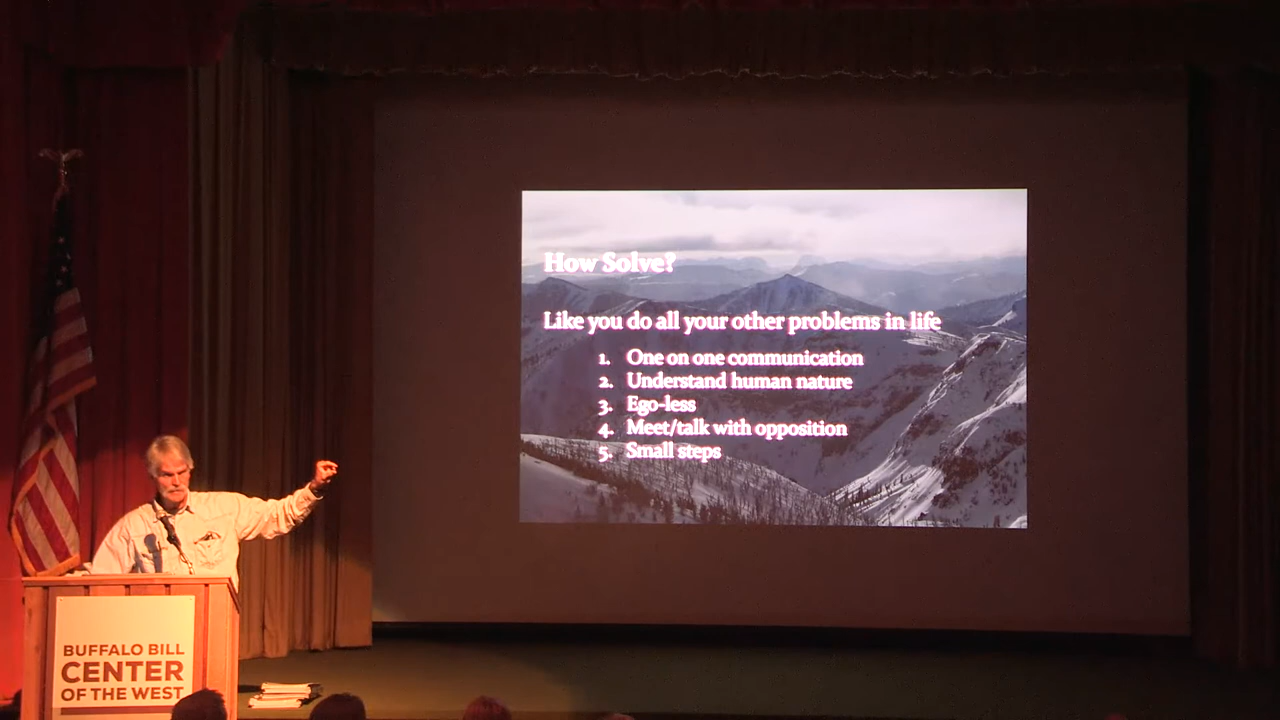 How Solve?
Like you do all your other problems in life
1. One on one communication
2. Understand human nature
3. Ego-less
4. Meet/talk with opposition
5. Small steps
BUFFALO BILL
CENTER
OF THE WEST